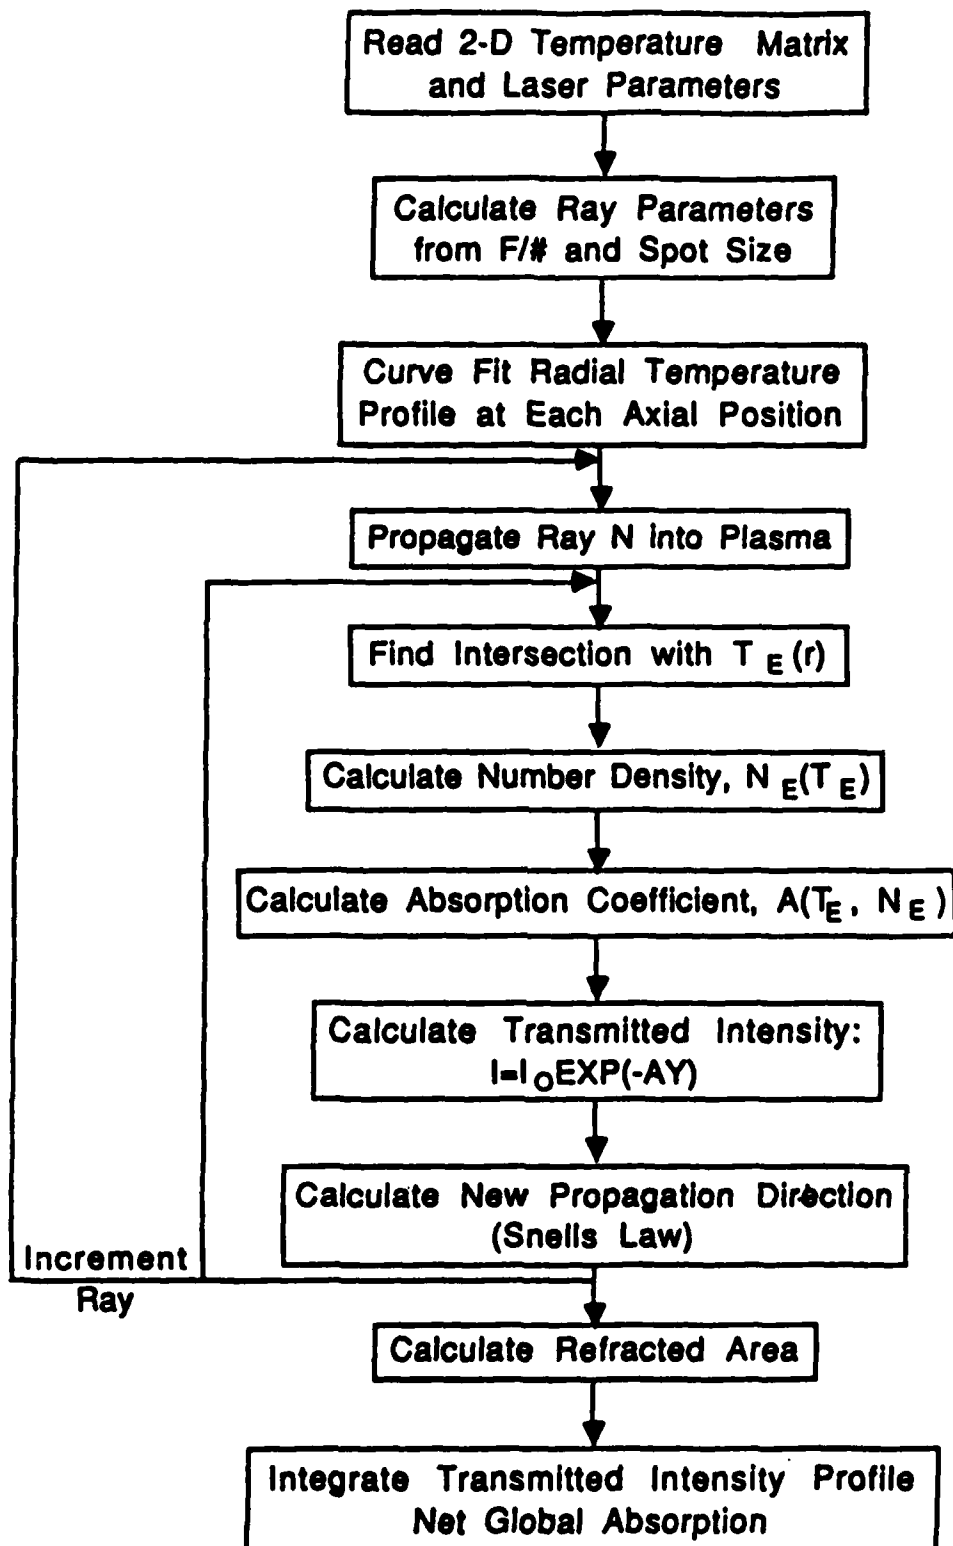 Read 2-D Temperature Matrix
and Laser Parameters
Calculate Ray Parameters
from F/# and Spot Size
Curve Fit Radial Temperature
Profile at Each Axial Position
Propagate Ray N into Plasma
Find Intersection with T E (r)
Calculate Number Density, N E (T E )
Calculate Absorption Coefficient, A(T E , N E )
Calculate Transmitted Intensity:
I=I O EXP(-AY)
Calculate New Propagation Direction
(Snells Law)
Increment
Ray
Calculate Refracted Area
Integrate Transmitted Intensity Profile
Net Global Absorption